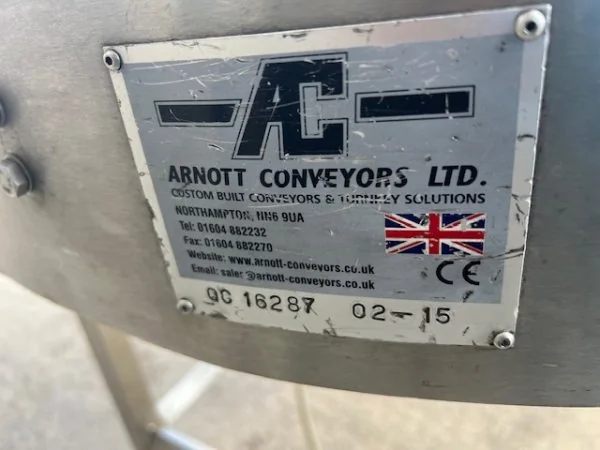 AC
ARNOTT CONVEYORS LTD.
CUSTOM BUILT CONVEYORS & TURNKEY SOLUTIONS
NORTHAMPTON, NN6 9UA
Tel: 01604 882232
Fax: 01604 882270
Website: www.arnott-conveyors.co.uk
Email: sales@arnott-conveyors.co.uk
CE
QC 16287 02-15